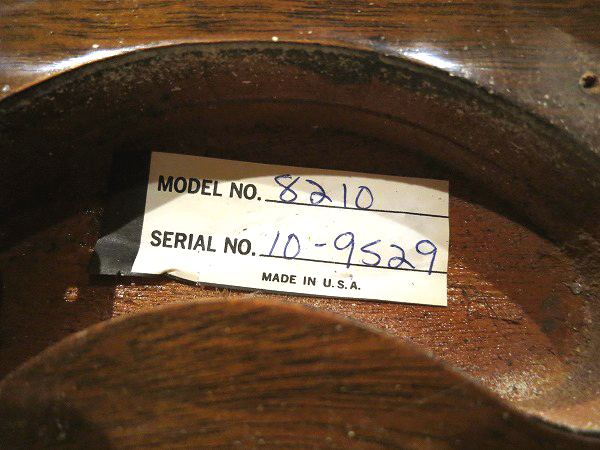 MODEL NO. 8210
SERIAL NO. 10-9529
MADE IN U.S.A.